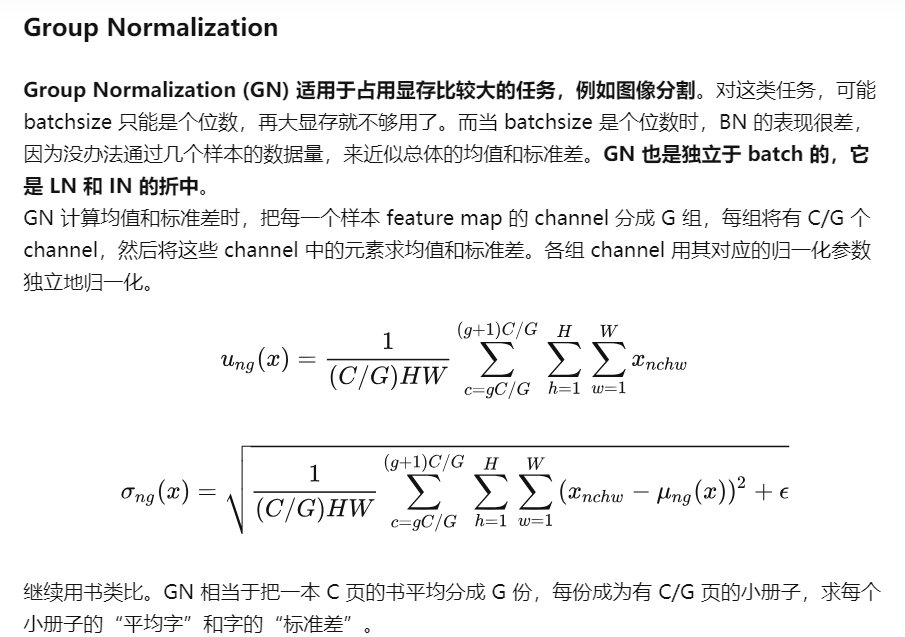 Group Normalization
Group Normalization (GN) 适用于占用显存比较大的任务，例如图像分割。对这类任务，可能
batchsize 只能是个位数，再大显存就不够用了。而当 batchsize 是个位数时，BN 的表现很差，
因为没办法通过几个样本的数据量，来近似总体的均值和标准差。GN 也是独立于 batch 的，它
是 LN 和 IN 的折中。
GN 计算均值和标准差时，把每一个样本 feature map 的 channel 分成 G 组，每组将有 C/G 个
channel，然后将这些 channel 中的元素求均值和标准差。各组 channel 用其对应的归一化参数
独立地归一化。
u_{ng}(x) = \frac{1}{(C/G)HW} \sum_{c=gC/G}^{(g+1)C/G} \sum_{h=1}^{H} \sum_{w=1}^{W} x_{nchw}
\sigma_{ng}(x) = \sqrt{\frac{1}{(C/G)HW} \sum_{c=gC/G}^{(g+1)C/G} \sum_{h=1}^{H} \sum_{w=1}^{W} (x_{nchw} - \mu_{ng}(x))^2 + \epsilon}
继续用书类比。GN 相当于把一本 C 页的书平均分成 G 份，每份成为有 C/G 页的小册子，求每个
小册子的“平均字”和字的“标准差”。